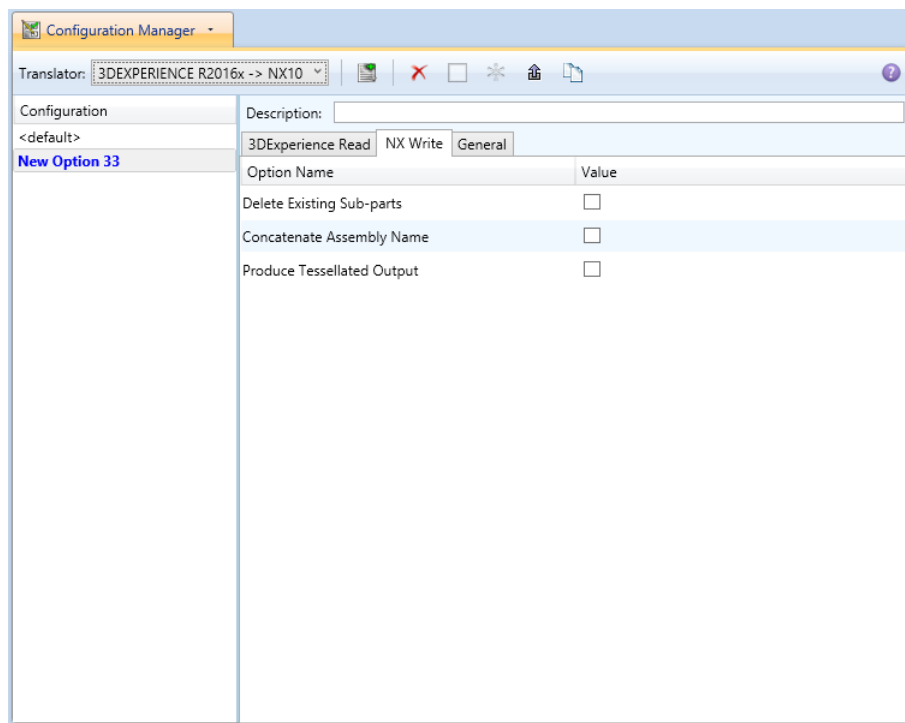 Configuration Manager
Translator: 3DEXPERIENCE R2016x -> NX10
?
Configuration
Description:
<default>
New Option 33
3DExperience Read NX Write General
Option Name Value
Delete Existing Sub-parts
Concatenate Assembly Name
Produce Tessellated Output